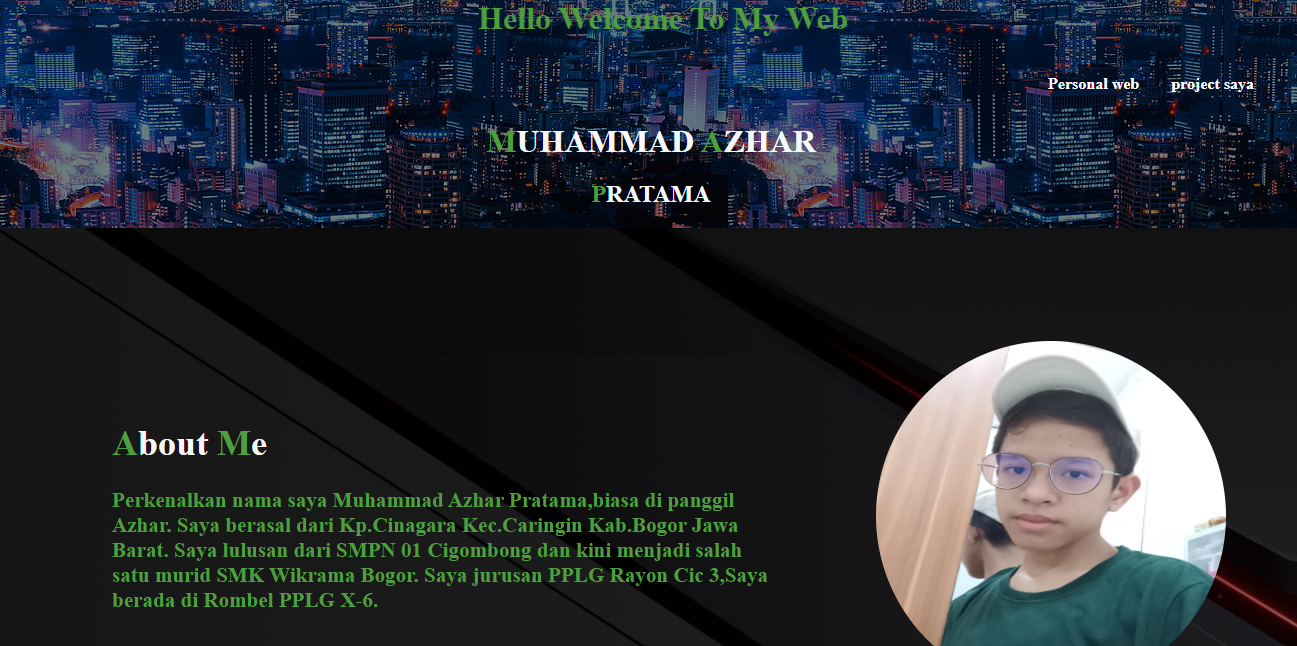 Hello Welcome To My Web
Personal web project saya
MUHAMMAD AZHAR
PRATAMA
About Me
Perkenalkan nama saya Muhammad Azhar Pratama,biasa di panggil
Azhar. Saya berasal dari Kp.Cinagara Kec.Caringin Kab.Bogor Jawa
Barat. Saya lulusan dari SMPN 01 Cigombong dan kini menjadi salah
satu murid SMK Wikrama Bogor. Saya jurusan PPLG Rayon Cic 3,Saya
berada di Rombel PPLG X-6.